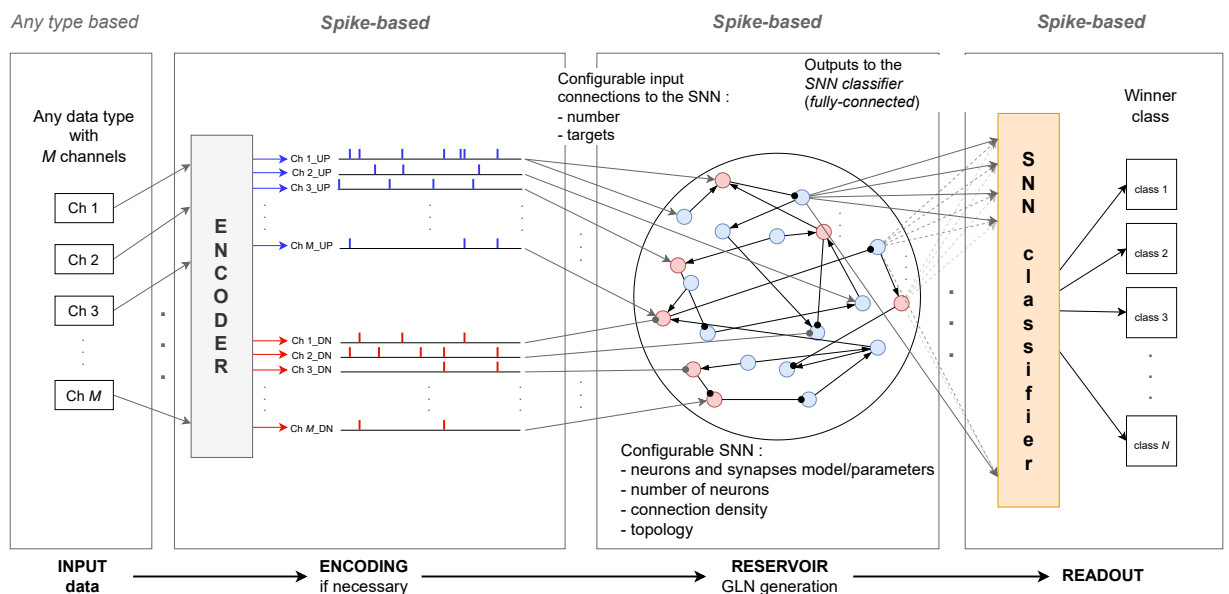 Any type based
Spike-based
Spike-based
Spike-based
Any data type
with
M channels
Ch 1
Ch 2
Ch 3
Ch M
ENCODER
Ch 1_UP
Ch 2_UP
Ch 3_UP
Ch M_UP
Ch 1_DN
Ch 2_DN
Ch 3_DN
Ch M_DN
Configurable input
connections to the SNN :
- number
- targets
Outputs to the
SNN classifier
(fully-connected)
Configurable SNN :
- neurons and synapses model/parameters
- number of neurons
- connection density
- topology
SNN classifier
Winner
class
class 1
class 2
class 3
class N
INPUT
data
ENCODING
if necessary
RESERVOIR
GLN generation
READOUT